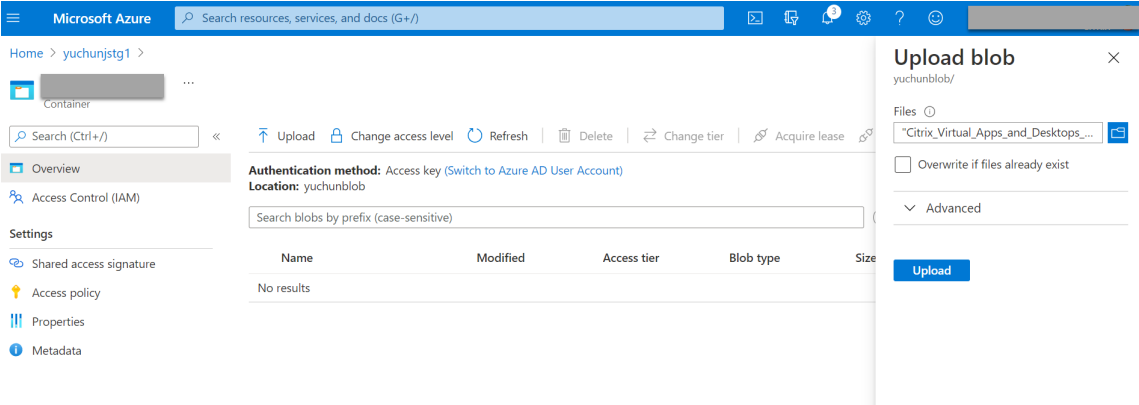 Microsoft Azure
Search resources, services, and docs (G+/)
3
Home > yuchunjstg1 >
...
Container
Search (Ctrl+/)
«
Overview
Access Control (IAM)
Settings
Shared access signature
Access policy
Properties
Metadata
Upload Change access level Refresh Delete Change tier Acquire lease
Authentication method: Access key (Switch to Azure AD User Account)
Location: yuchunblob
Search blobs by prefix (case-sensitive)
Name Modified Access tier Blob type Size
No results
Upload blob
yuchunblob/
Files
"Citrix_Virtual_Apps_and_Desktops_...
Overwrite if files already exist
Advanced
Upload